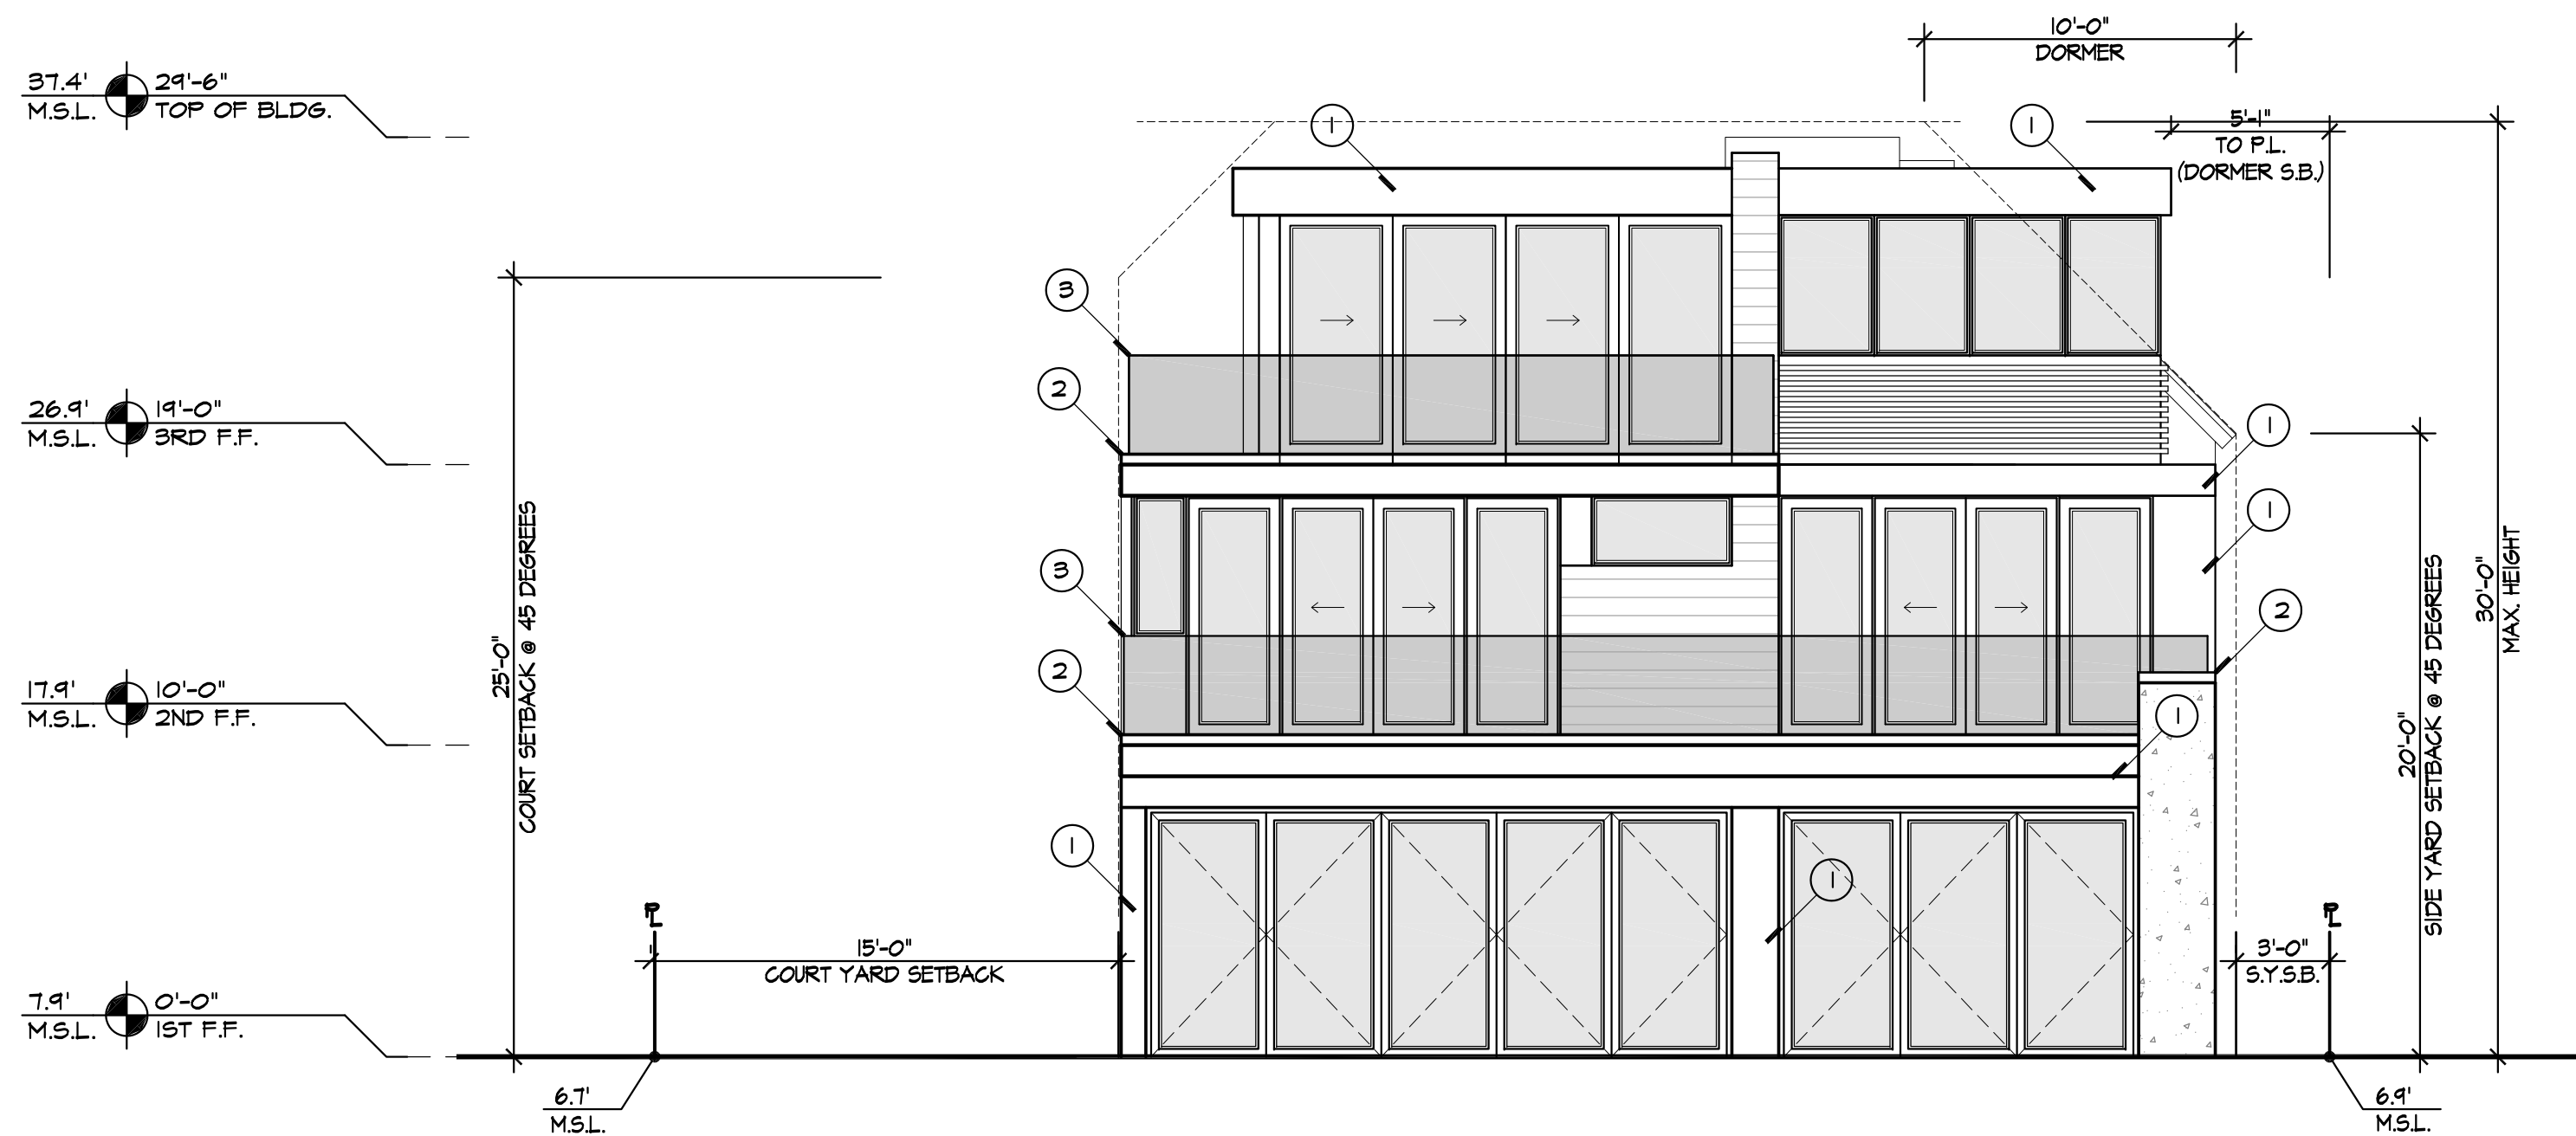 10'-0"
DORMER
37.4'
M.S.L.
29'-6"
TOP OF BLDG.
1
1
5'-1"
TO P.L.
(DORMER S.B.)
3
2
26.9'
M.S.L.
19'-0"
3RD F.F.
1
1
3
2
2
1
17.9'
M.S.L.
10'-0"
2ND F.F.
25'-0"
COURT SETBACK @ 45 DEGREES
20'-0"
SIDE YARD SETBACK @ 45 DEGREES
30'-0"
MAX. HEIGHT
1
1
PL
15'-0"
COURT YARD SETBACK
PL
3'-0"
S.Y.S.B.
7.9'
M.S.L.
0'-0"
1ST F.F.
6.7'
M.S.L.
6.9'
M.S.L.